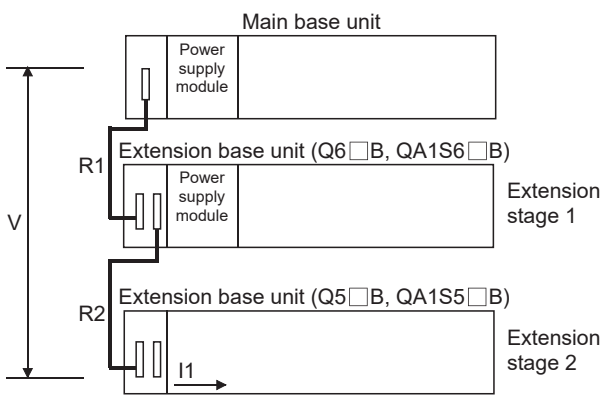 Main base unit
Power
supply
module
R1
Extension base unit (Q6□B, QA1S6□B)
Power
supply
module
Extension
stage 1
V
R2
Extension base unit (Q5□B, QA1S5□B)
I1
Extension
stage 2